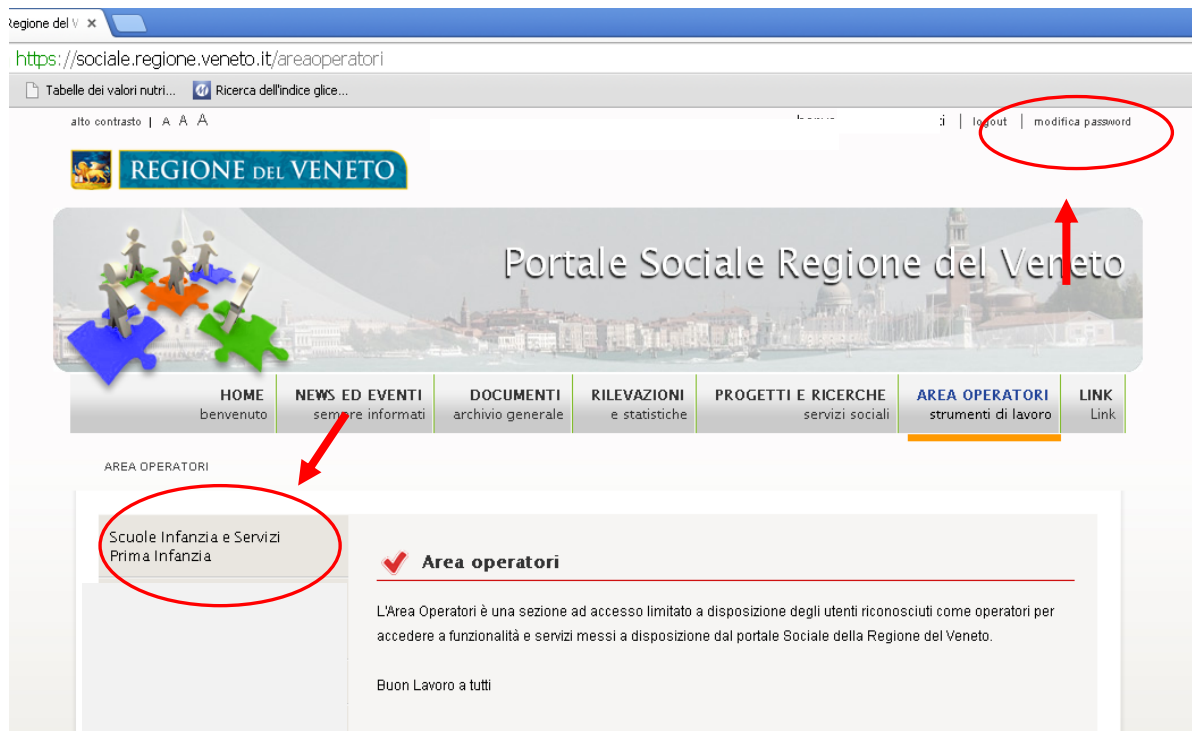 Regione del V
https://sociale.regione.veneto.it/areaoperatori
Tabelle dei valori nutri... Ricerca dell'indice glice...
alto contrasto | A A A | logout | modifica password
REGIONE DEL VENETO
Portale Sociale Regione del Veneto
HOME NEWS ED EVENTI DOCUMENTI RILEVAZIONI PROGETTI E RICERCHE AREA OPERATORI LINK
benvenuto sempre informati archivio generale e statistiche servizi sociali strumenti di lavoro Link
AREA OPERATORI
Scuole Infanzia e Servizi
Prima Infanzia
Area operatori
L'Area Operatori è una sezione ad accesso limitato a disposizione degli utenti riconosciuti come operatori per
accedere a funzionalità e servizi messi a disposizione dal portale Sociale della Regione del Veneto.
Buon Lavoro a tutti